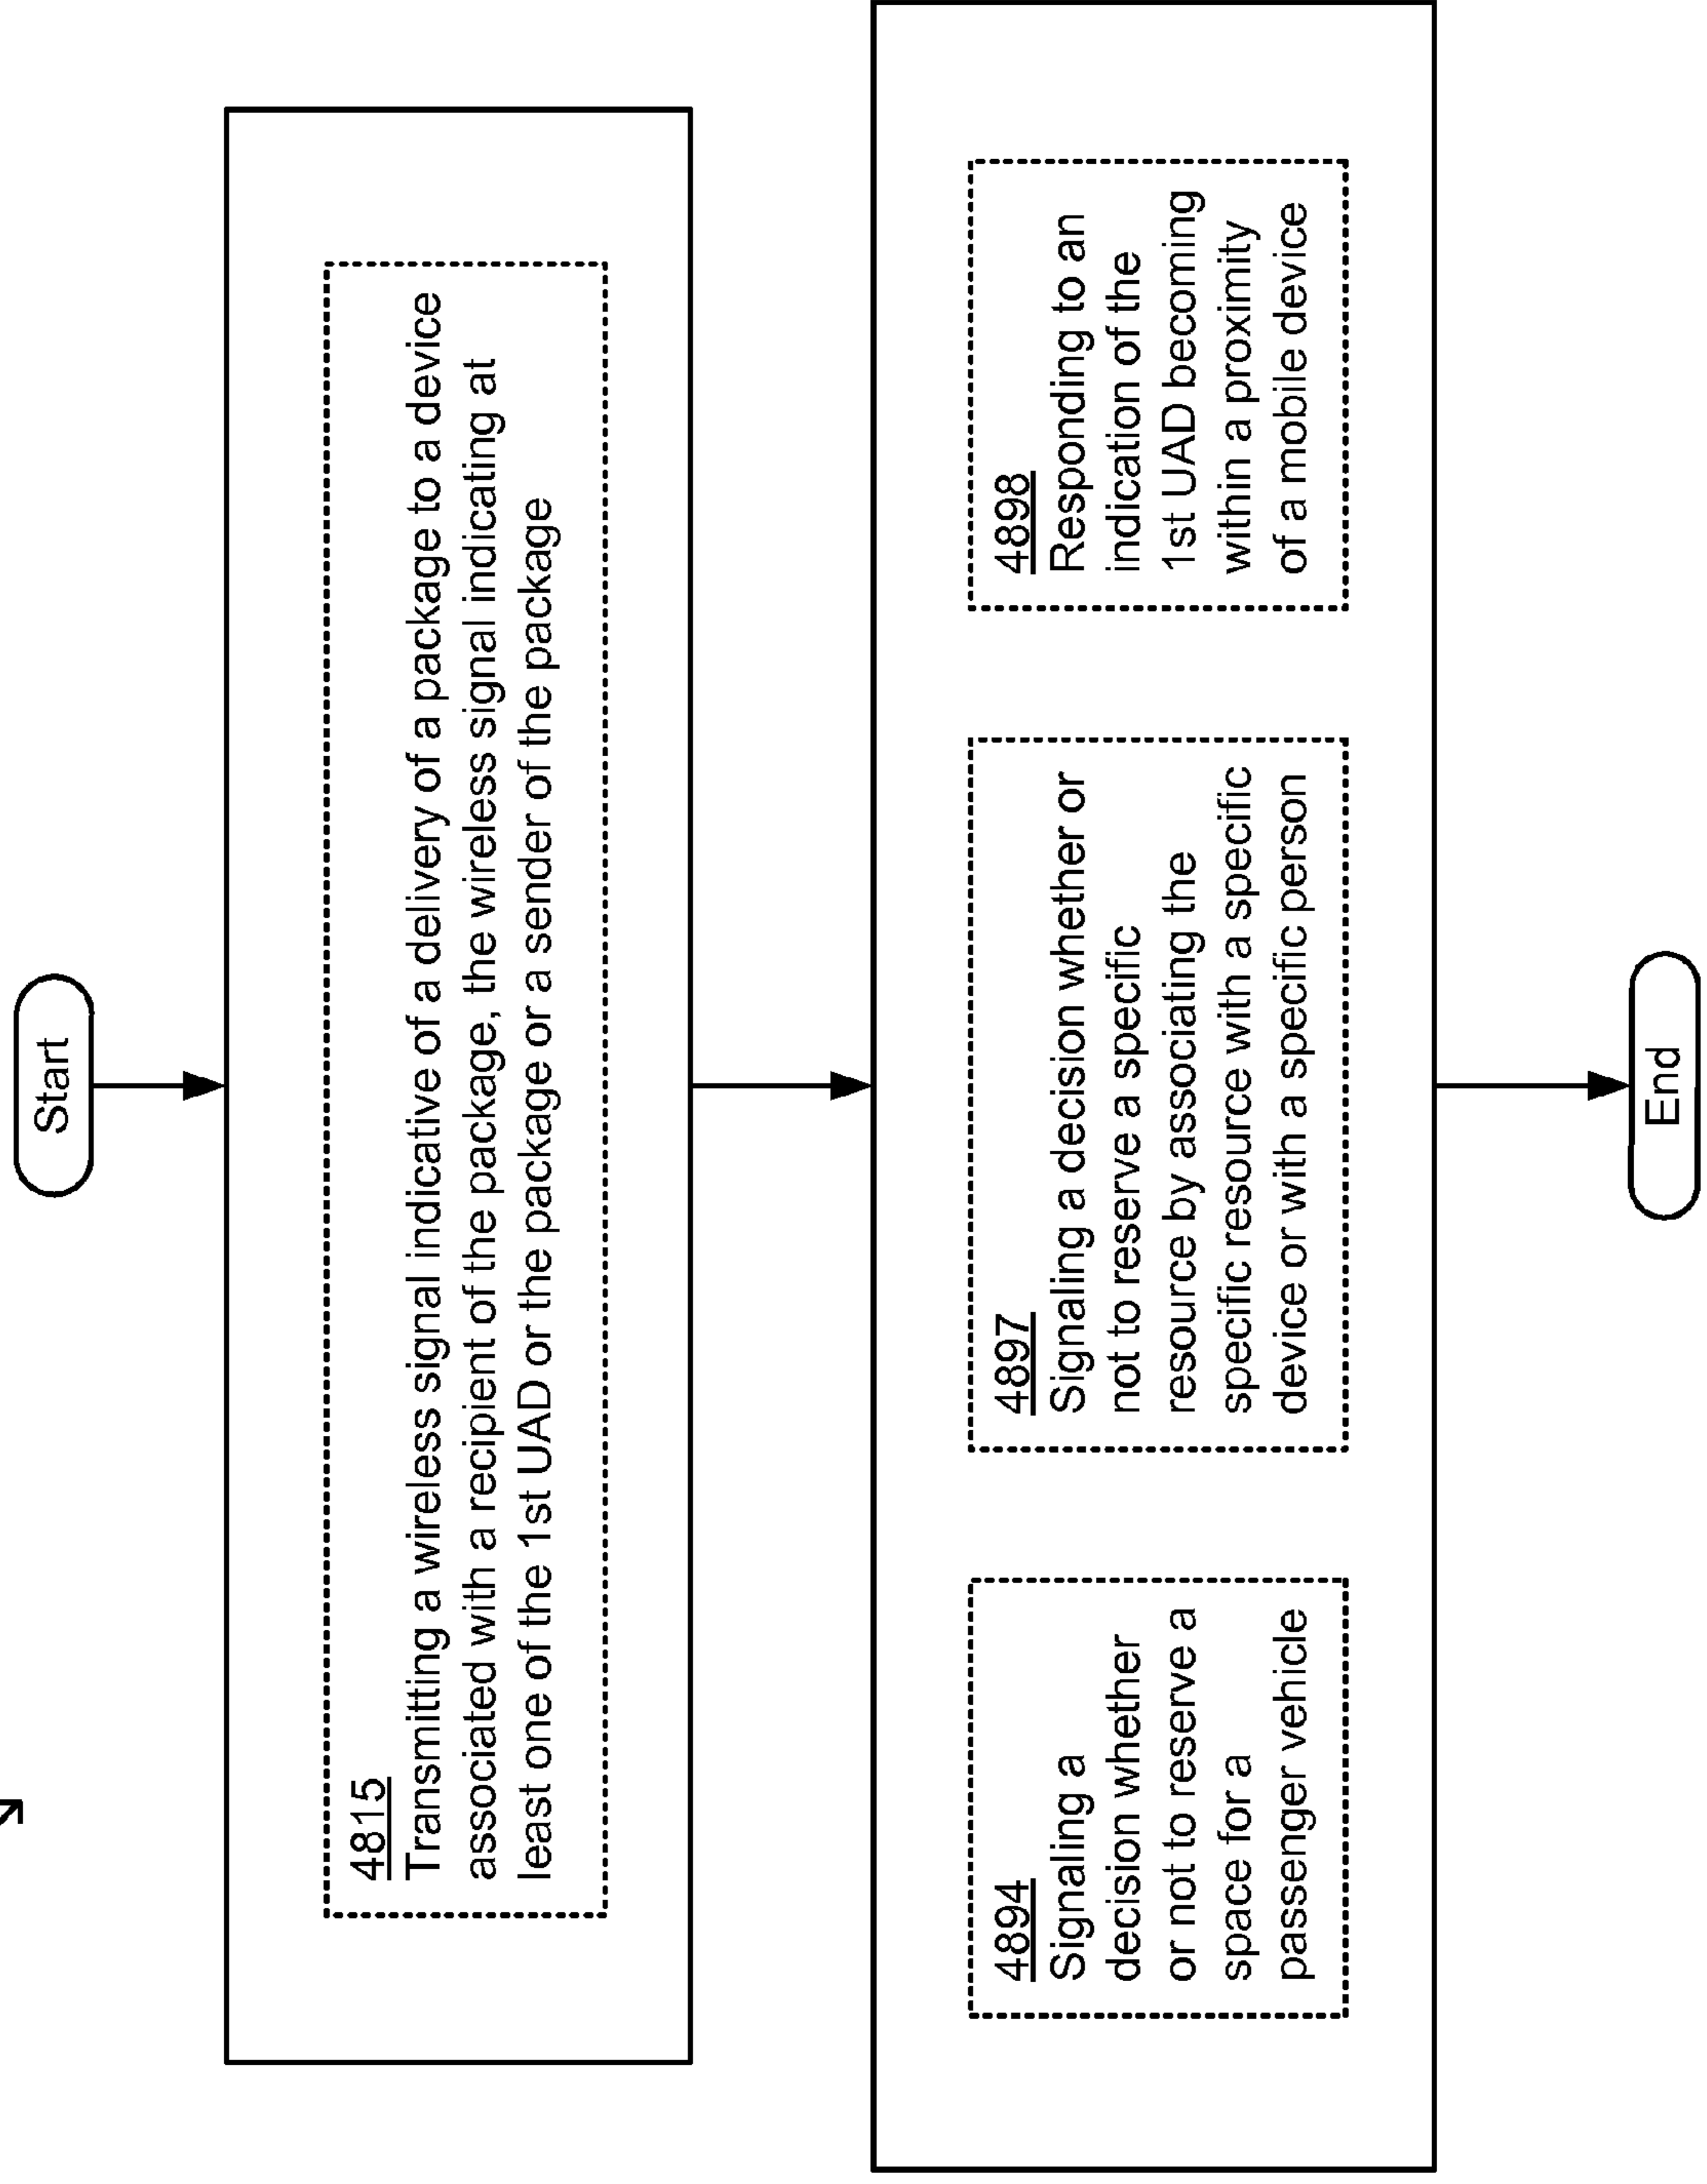 Start
4815
Transmitting a wireless signal indicative of a delivery of a package to a device
associated with a recipient of the package, the wireless signal indicating at
least one of the 1st UAD or the package or a sender of the package
4894
Signaling a
decision whether
or not to reserve a
space for a
passenger vehicle
4897
Signaling a decision whether or
not to reserve a specific
resource by associating the
specific resource with a specific
device or with a specific person
4898
Responding to an
indication of the
1st UAD becoming
within a proximity
of a mobile device
End